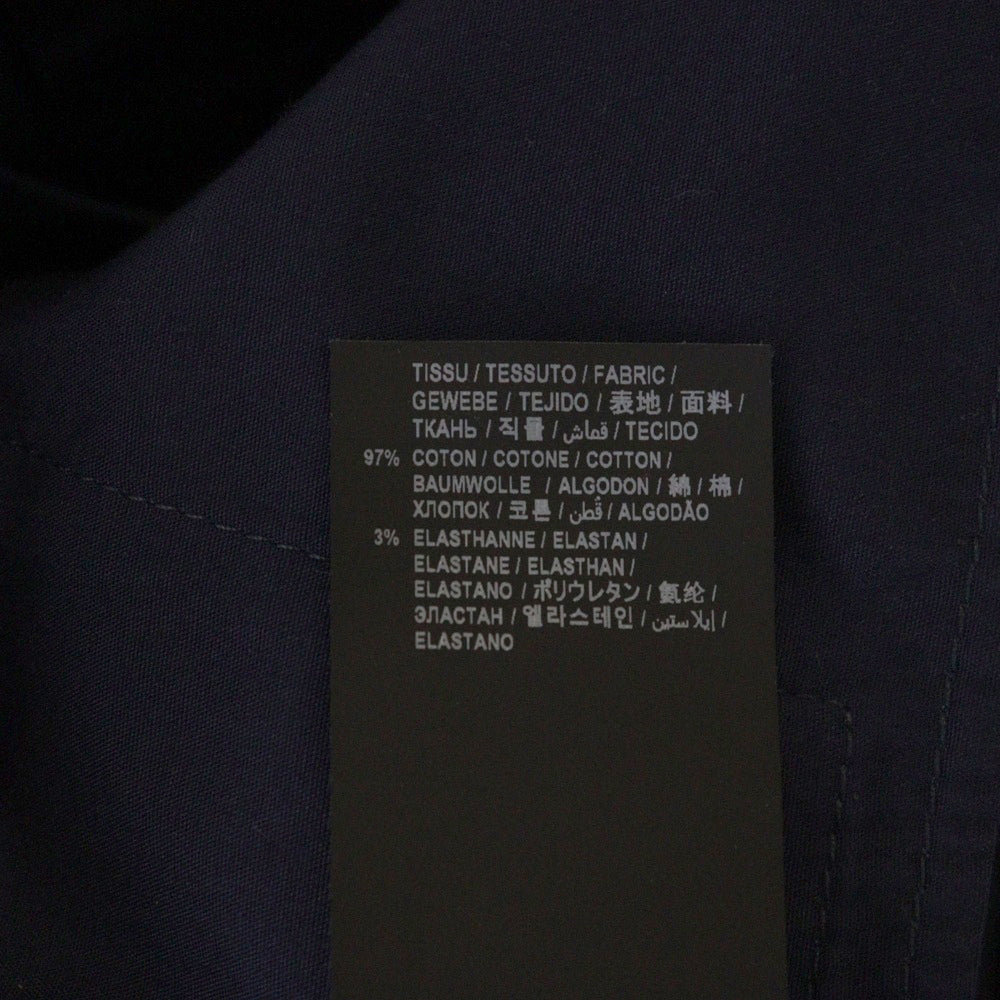 TISSU / TESSUTO / FABRIC /
GEWEBE / TEJIDO / 表地 / 面料 /
ТКАНЬ / 직물 / قماش / TECIDO
97% COTON / COTONE / COTTON /
BAUMWOLLE / ALGODON / 綿 / 棉 /
ХЛОПОК / 코튼 / قطن / ALGODÃO
3% ELASTHANNE / ELASTAN /
ELASTANE / ELASTHAN /
ELASTANO / ポリウレタン / 氨纶 /
ЭЛАСТАН / 엘라스테인 / إيلاستين /
ELASTANO